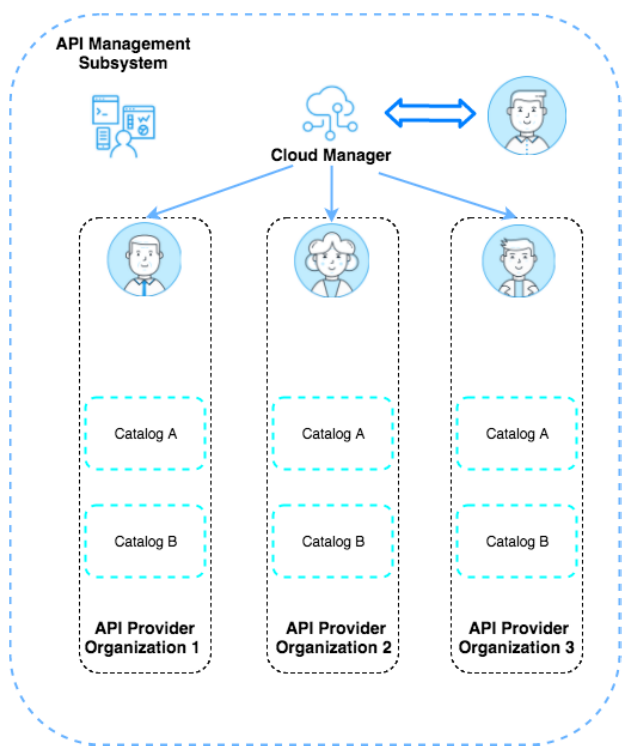 API Management
Subsystem
Cloud Manager
Catalog A
Catalog A
Catalog A
Catalog B
Catalog B
Catalog B
API Provider
Organization 1
API Provider
Organization 2
API Provider
Organization 3